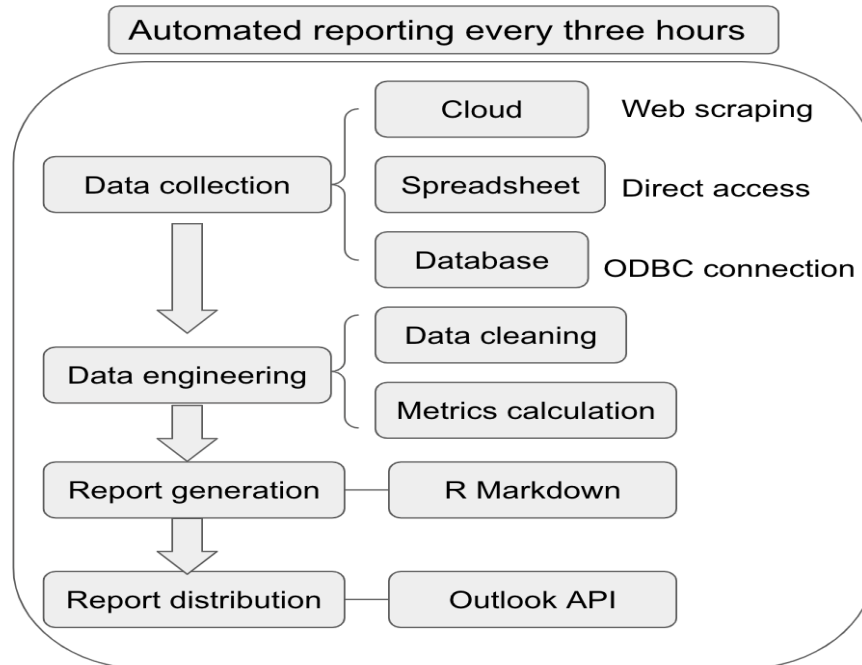 Automated reporting every three hours
Cloud
Web scraping
Data collection
Spreadsheet
Direct access
Database
ODBC connection
Data cleaning
Data engineering
Metrics calculation
Report generation
R Markdown
Report distribution
Outlook API